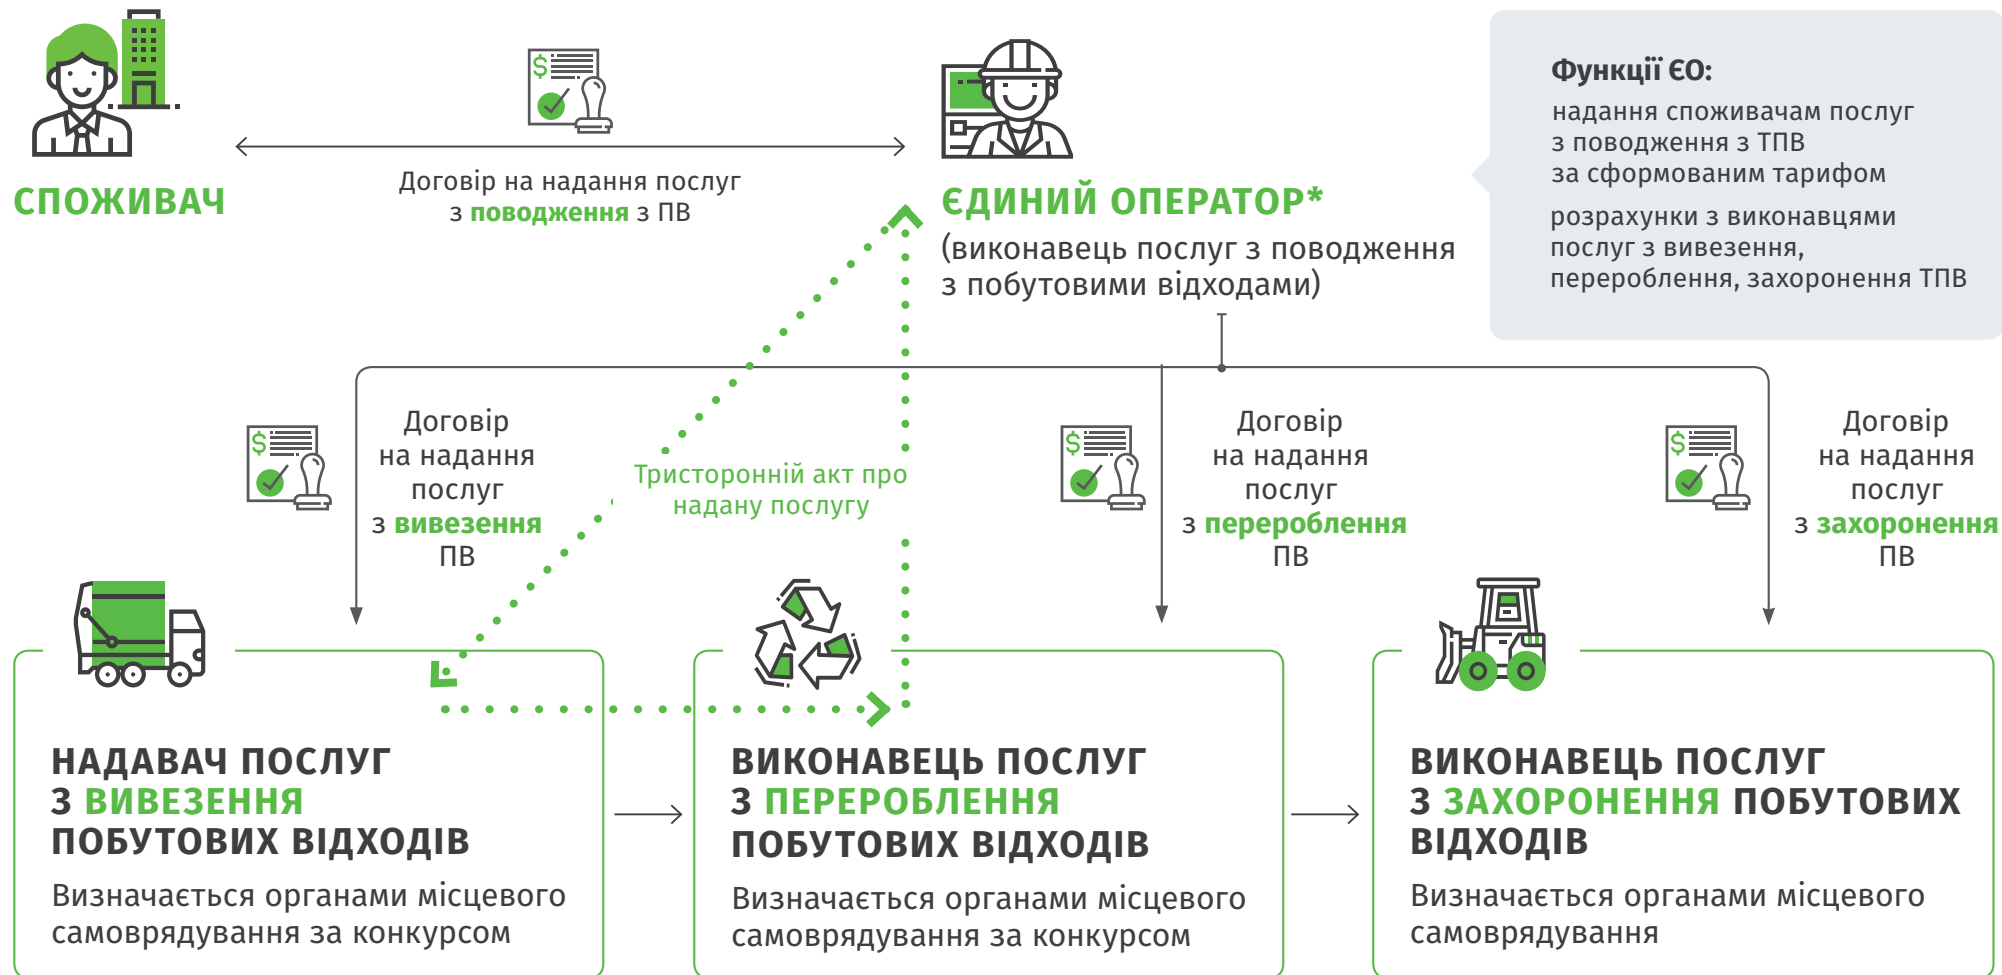 СПОЖИВАЧ
Договір на надання послуг
з поводження з ПВ
ЄДИНИЙ ОПЕРАТОР*
(виконавець послуг з поводження
з побутовими відходами)
Функції ЄО:
надання споживачам послуг
з поводження з ТПВ
за сформованим тарифом
розрахунки з виконавцями
послуг з вивезення,
перероблення, захоронення ТПВ
$
Договір
на надання
послуг
з вивезення
ПВ
$
Тристоронній акт про
надану послугу
Договір
на надання
послуг
з перероблення
ПВ
$
Договір
на надання
послуг
з захоронення
ПВ
$
НАДАВАЧ ПОСЛУГ
З ВИВЕЗЕННЯ
ПОБУТОВИХ ВІДХОДІВ
Визначається органами місцевого
самоврядування за конкурсом
ВИКОНАВЕЦЬ ПОСЛУГ
З ПЕРЕРОБЛЕННЯ
ПОБУТОВИХ ВІДХОДІВ
Визначається органами місцевого
самоврядування за конкурсом
ВИКОНАВЕЦЬ ПОСЛУГ
З ЗАХОРОНЕННЯ ПОБУТОВИХ
ВІДХОДІВ
Визначається органами місцевого
самоврядування